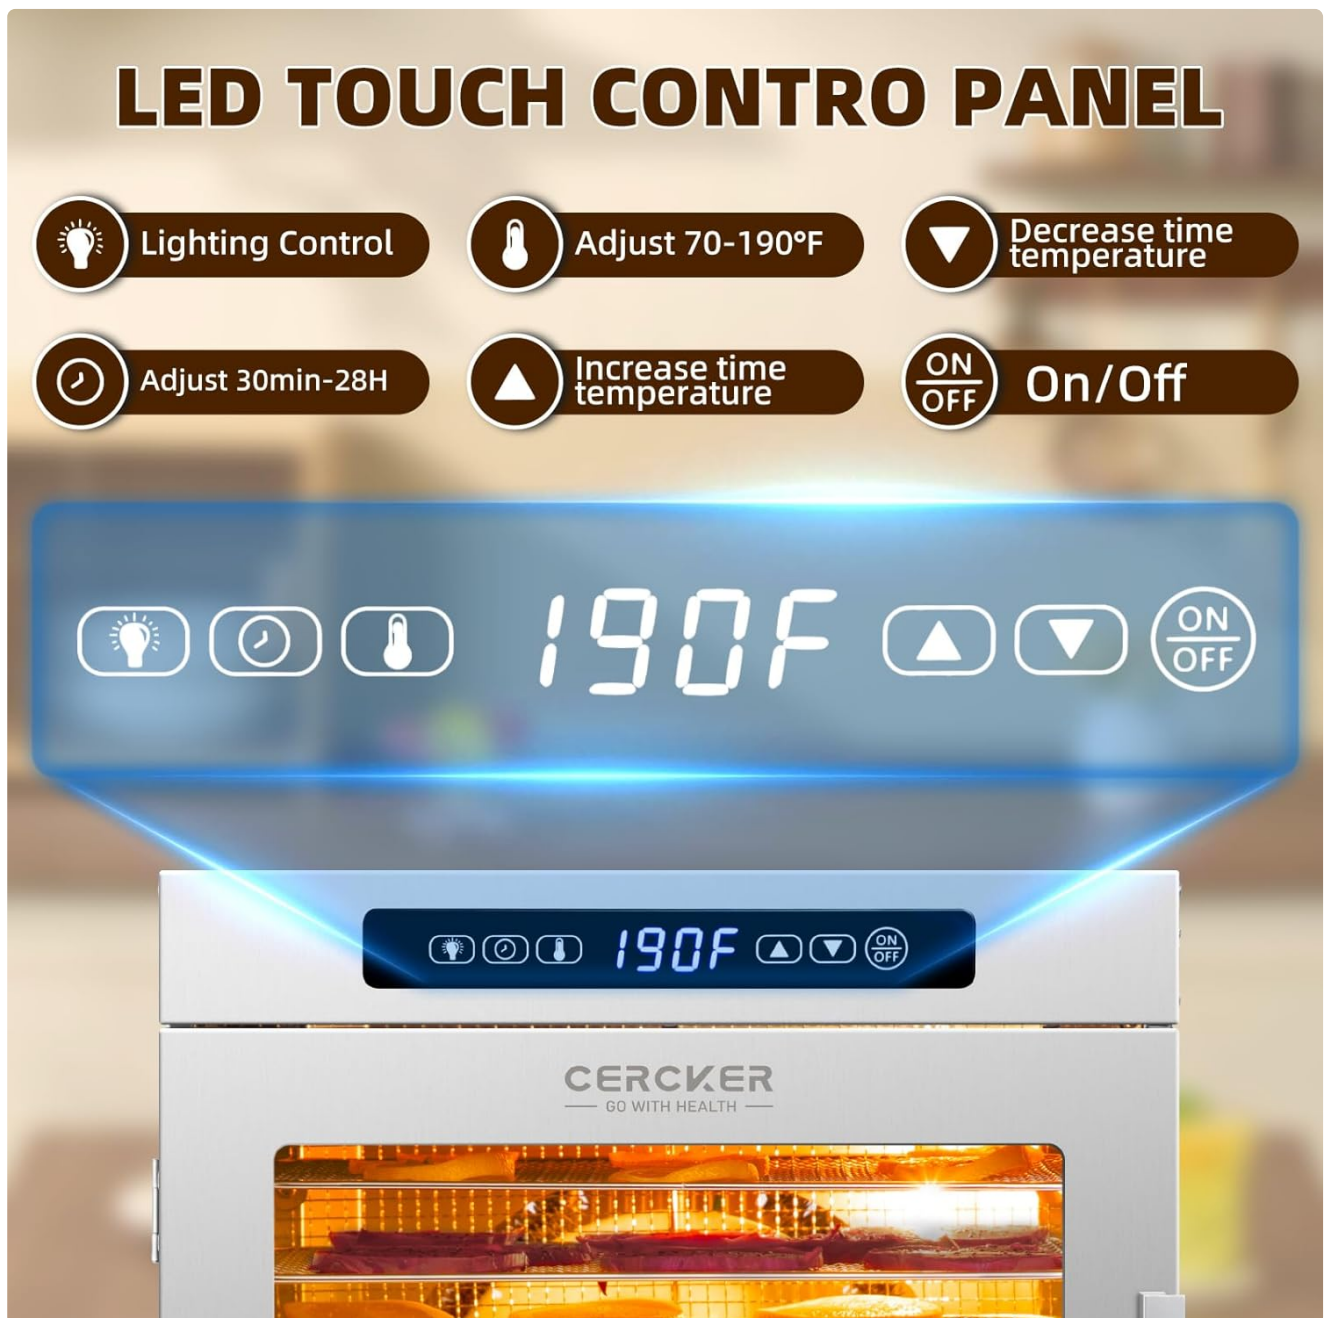 LED TOUCH CONTRO PANEL
Lighting Control
Adjust 70-190°F
Decrease time
temperature
Adjust 30min-28H
Increase time
temperature
ON
OFF
On/Off
190F
ON
OFF
190F
ON
OFF
CERCKER
GO WITH HEALTH